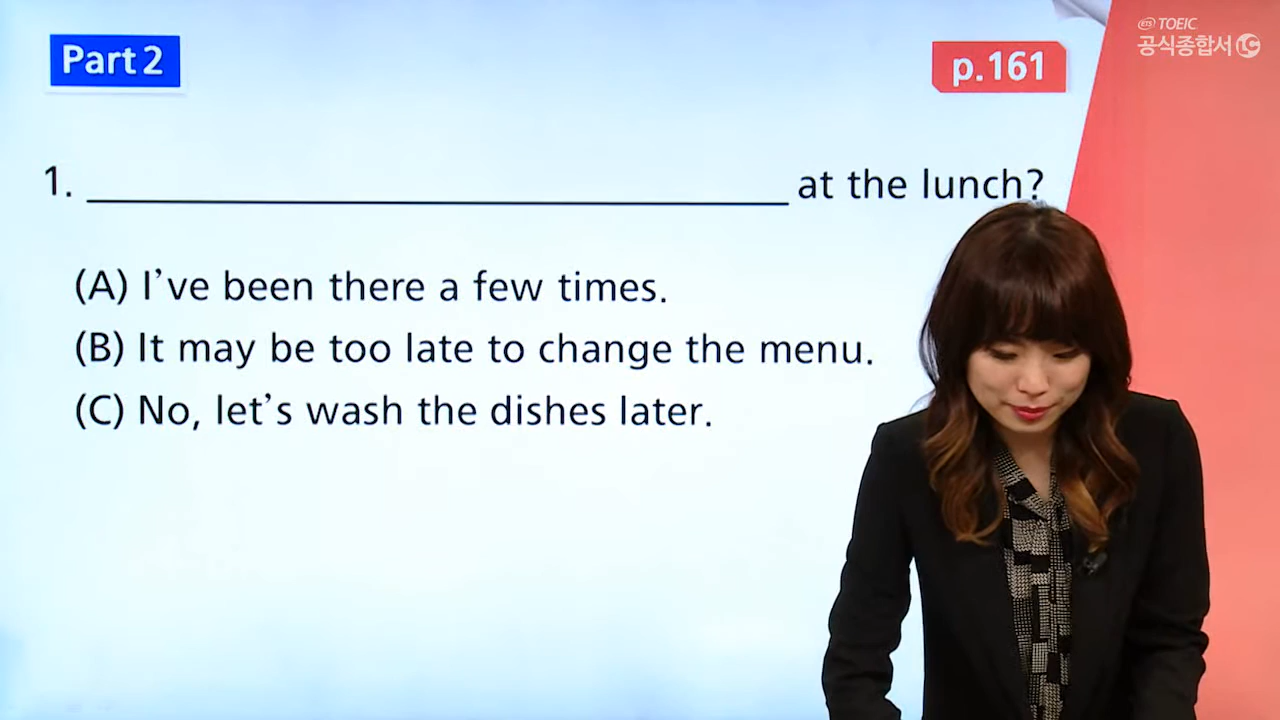 ETS TOEIC
공식종합서 LC
Part 2
p.161
1. ______________________________ at the lunch?
(A) I've been there a few times.
(B) It may be too late to change the menu.
(C) No, let's wash the dishes later.